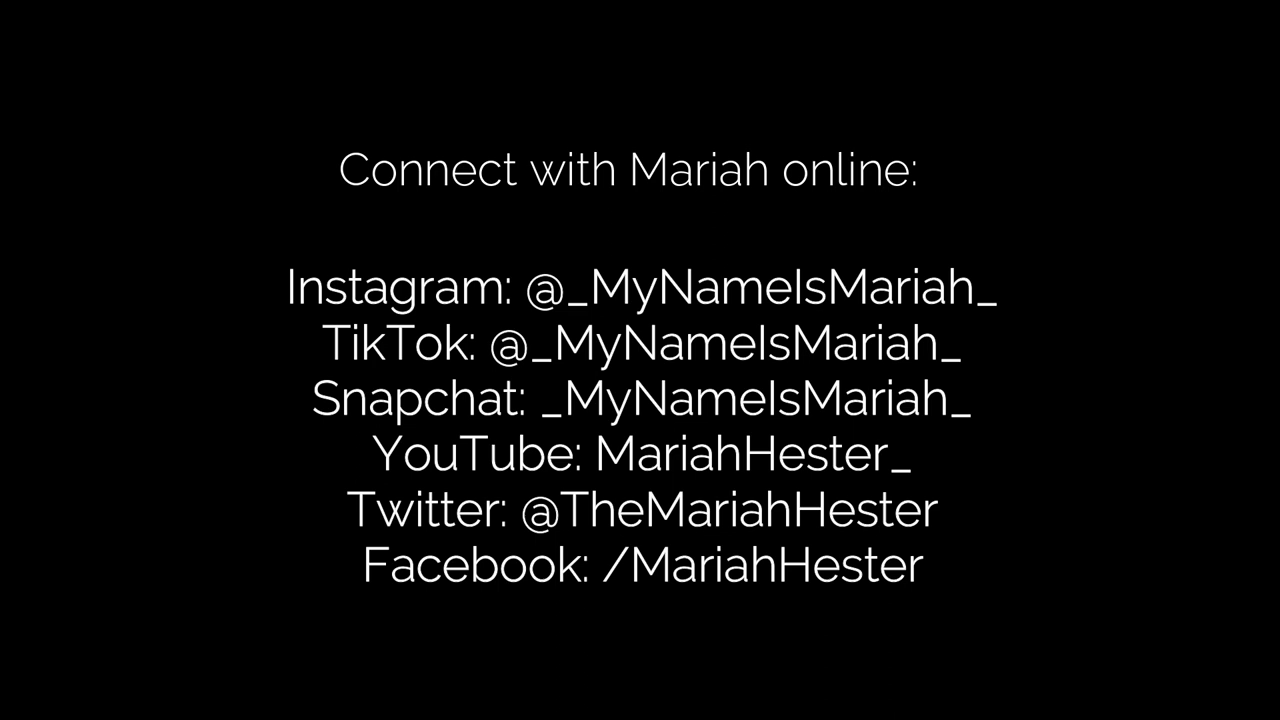 Connect with Mariah online:
Instagram: @_MyNameIsMariah_
TikTok: @_MyNameIsMariah_
Snapchat: _MyNameIsMariah_
YouTube: MariahHester_
Twitter: @TheMariahHester
Facebook: /MariahHester